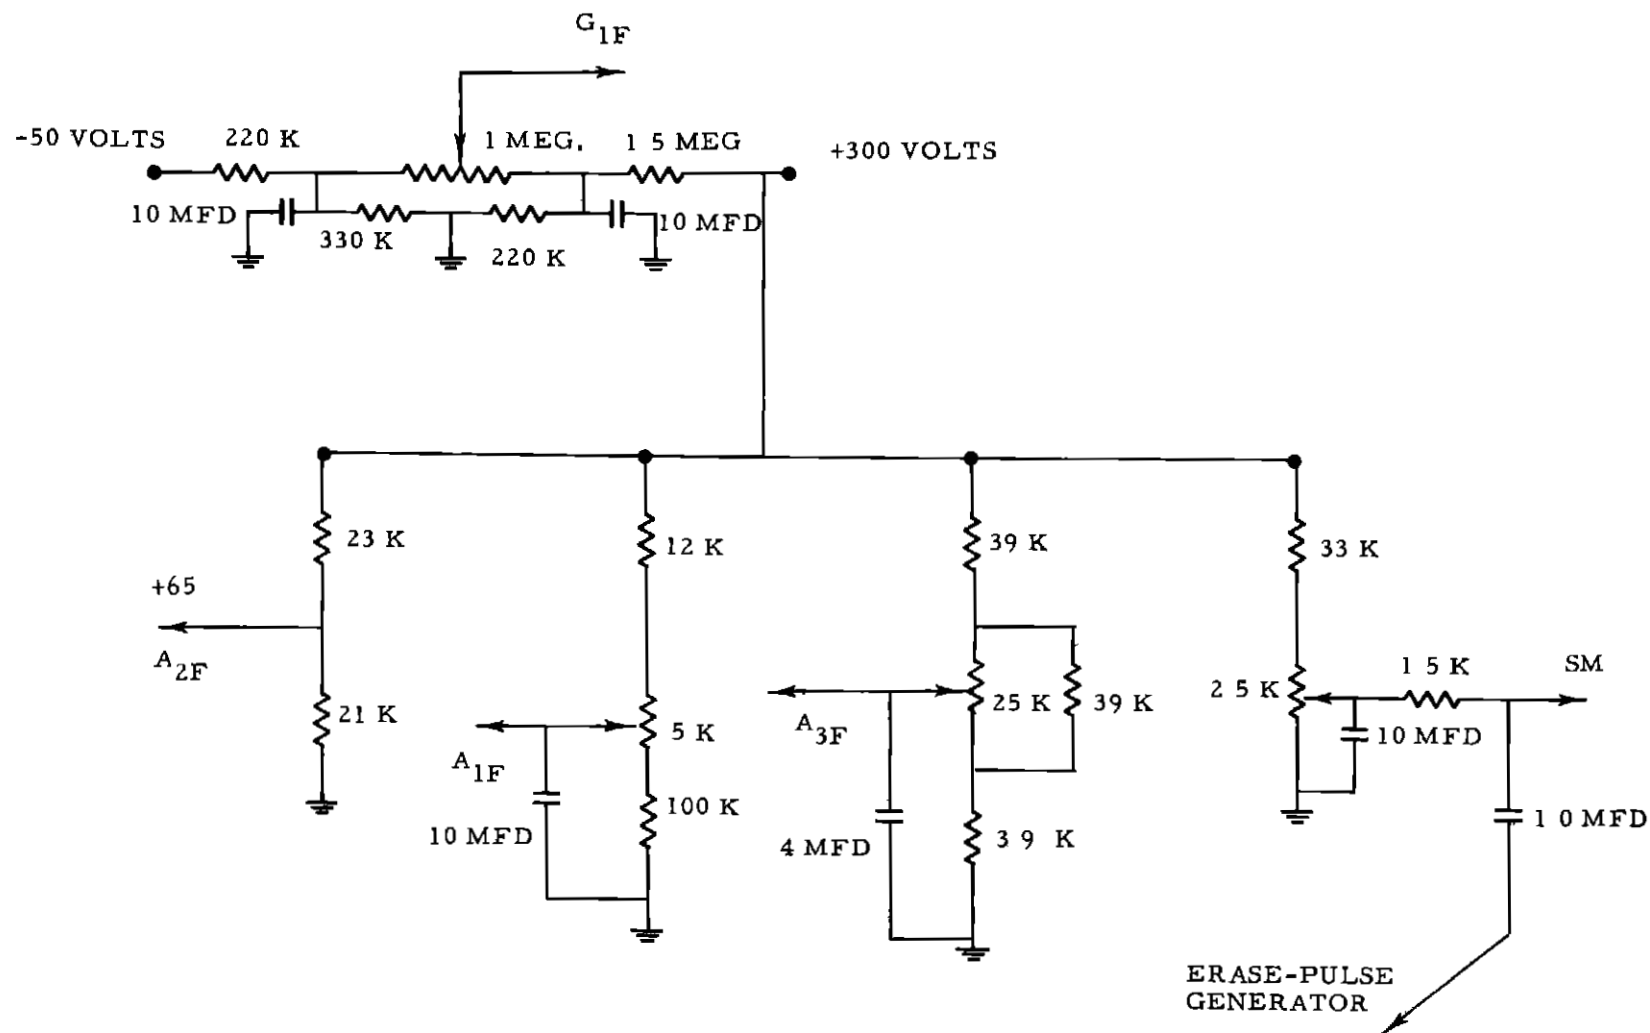 G1F
-50 VOLTS
220 K
1 MEG.
1 5 MEG
+300 VOLTS
10 MFD
330 K
220 K
10 MFD
23 K
12 K
39 K
33 K
+65
A2F
21 K
A1F
5 K
100 K
10 MFD
A3F
25 K
39 K
4 MFD
3 9 K
2 5 K
1 5 K
SM
10 MFD
1 0 MFD
ERASE-PULSE
GENERATOR